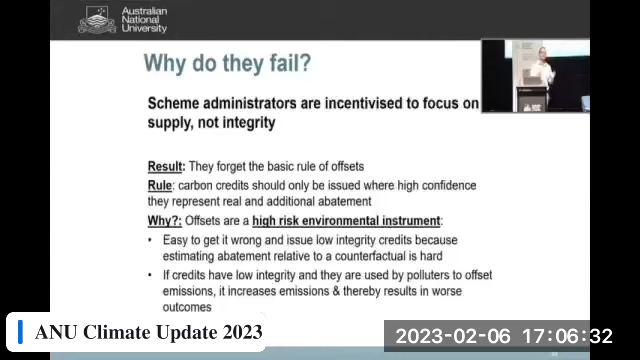 Australian
National
University
Why do they fail?
Scheme administrators are incentivised to focus on
supply, not integrity
Result: They forget the basic rule of offsets
Rule: carbon credits should only be issued where high confidence
they represent real and additional abatement
Why?: Offsets are a high risk environmental instrument:
• Easy to get it wrong and issue low integrity credits because
estimating abatement relative to a counterfactual is hard
• If credits have low integrity and they are used by polluters to offset
emissions, it increases emissions & thereby results in worse
outcomes
ANU Climate Update 2023
2023-02-06 17:06:32